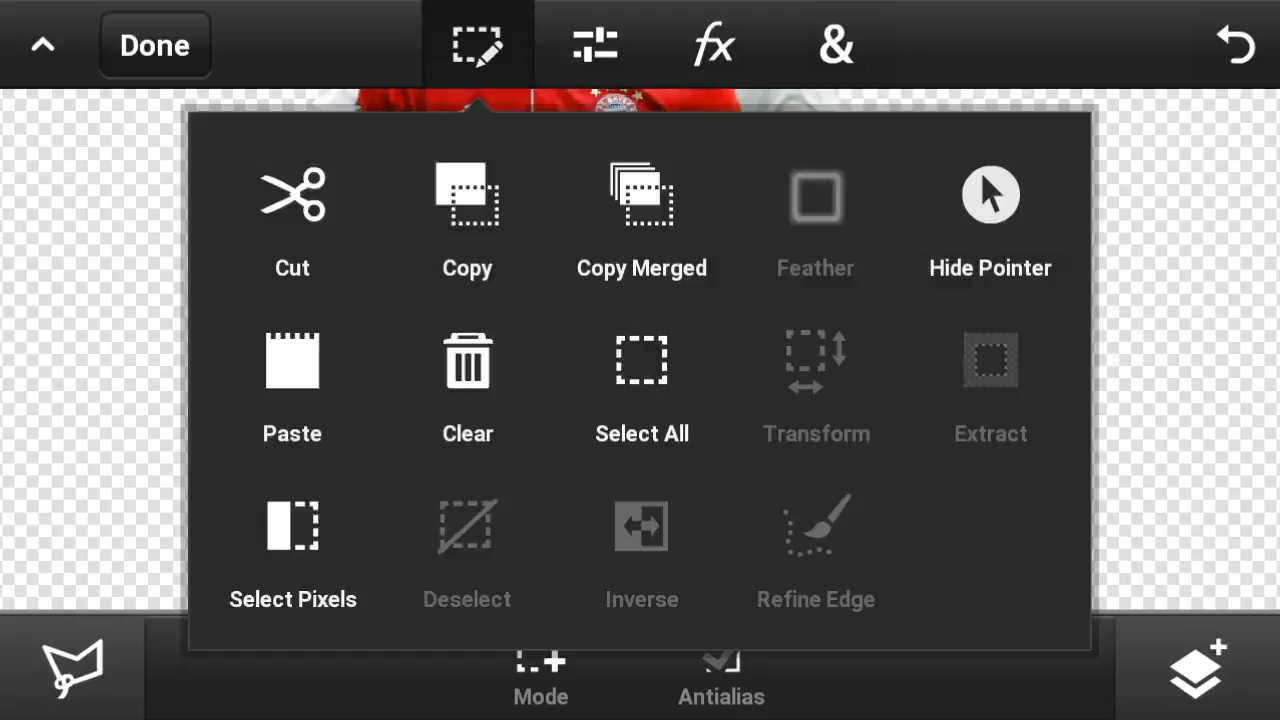 Done
fx
&
Cut
Copy
Copy Merged
Feather
Hide Pointer
Paste
Clear
Select All
Transform
Extract
Select Pixels
Deselect
Inverse
Refine Edge
Mode
Antialias